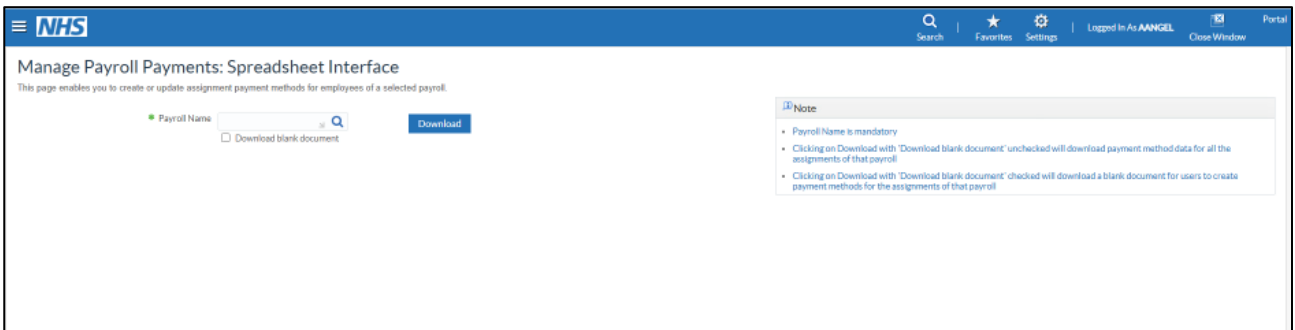 NHS
Search
Favorites
Settings
Logged In As AANGEL
Close Window
Portal
Manage Payroll Payments: Spreadsheet Interface
This page enables you to create or update assignment payment methods for employees of a selected payroll.
Payroll Name
Download
Download blank document
Note
Payroll Name is mandatory
Clicking on Download with 'Download blank document' unchecked will download payment method data for all the
assignments of that payroll
Clicking on Download with 'Download blank document' checked will download a blank document for users to create
payment methods for the assignments of that payroll